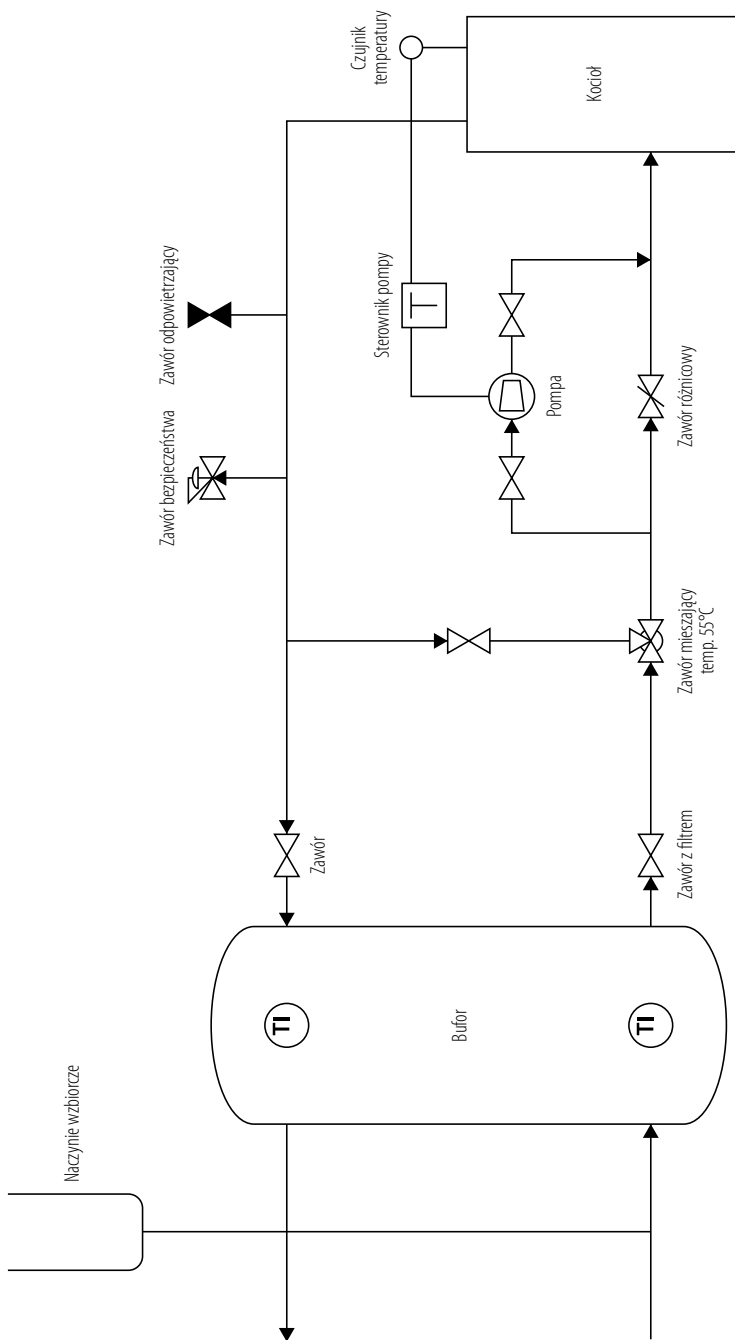 Czujnik
temperatury
Kocioł
Zawór odpowietrzający
Sterownik pompy
T
Zawór bezpieczeństwa
Pompa
Zawór różnicowy
Zawór mieszający
temp. 55°C
Zawór
Zawór z filtrem
TI
Bufor
TI
Naczynie wzbiorcze